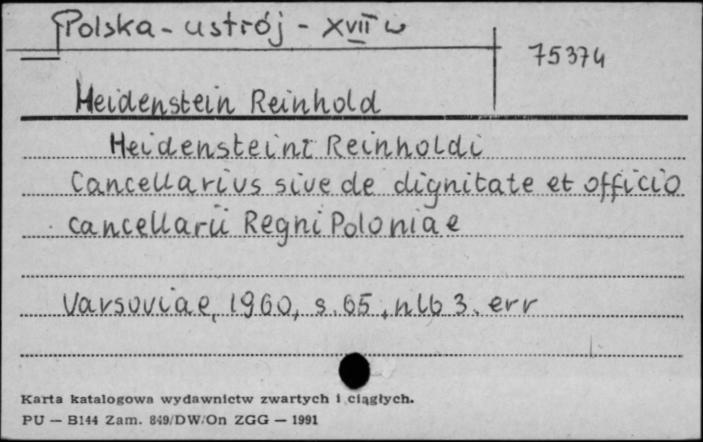 Polska - ustrój - XVII w
75374
Heidenstein Reinhold
Heidensteini Reinholdi
Cancellarius sive de dignitate et officio
cancellarii Regni Poloniae
Varsoviae, 1960, s. 65, nlb 3. err
Karta katalogowa wydawnictw zwartych i ciągłych.
PU — B144 Zam. 849/DW/On ZGG — 1991